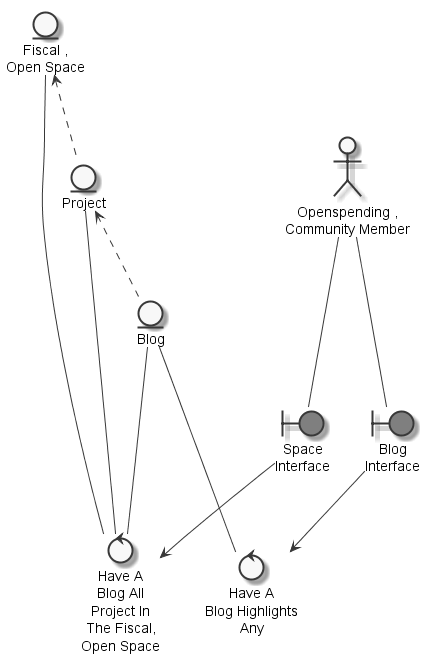 Fiscal ,
Open Space
Project
Openspending ,
Community Member
Blog
Space
Interface
Blog
Interface
Have A
Blog All
Project In
The Fiscal,
Open Space
Have A
Blog Highlights
Any